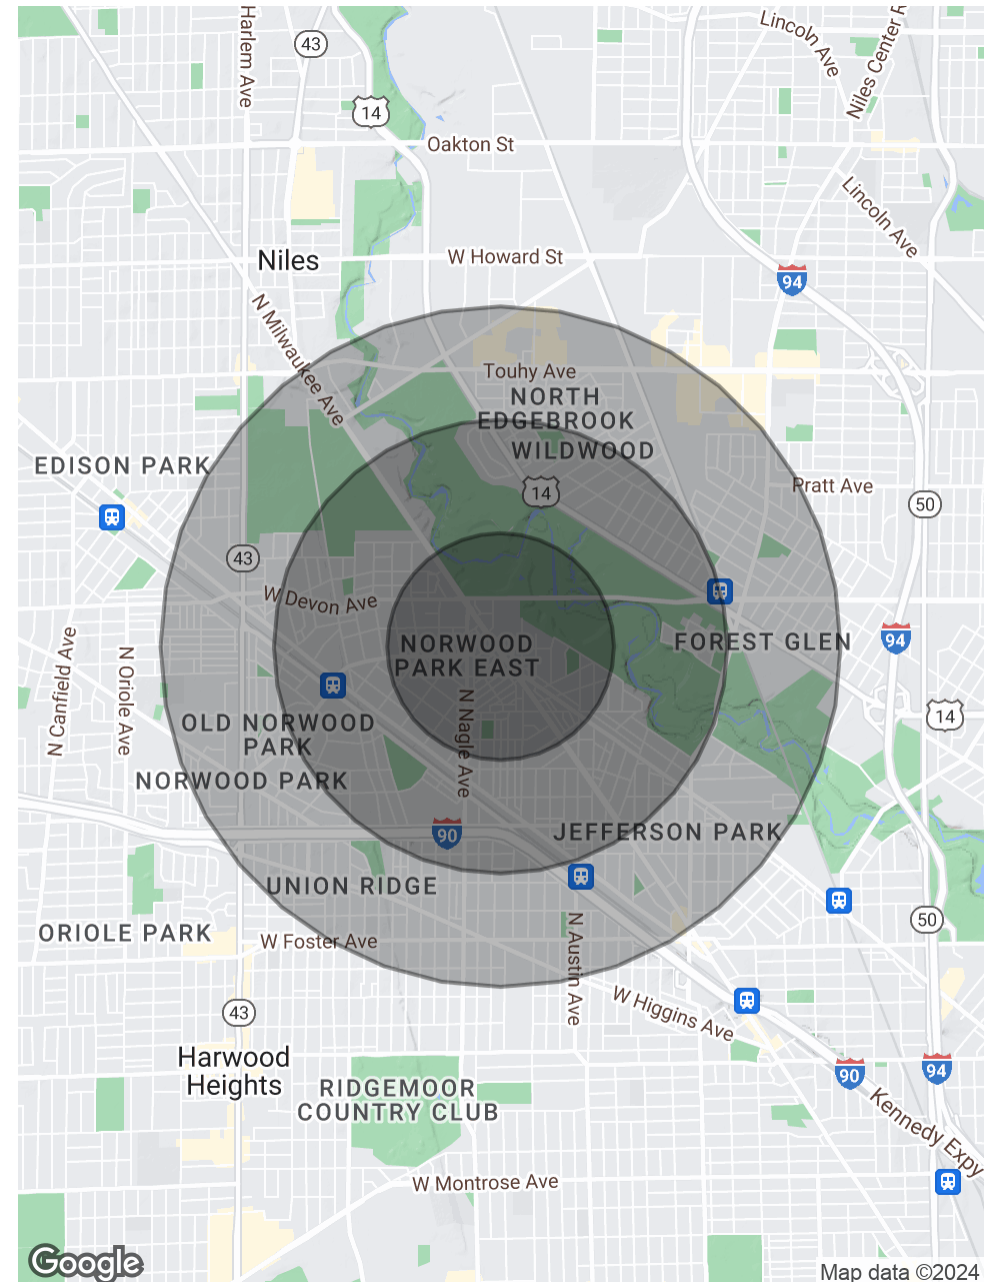 Lincoln Ave
Niles Center R
Harlem Ave
43
14
Oakton St
Lincoln Ave
W Howard St
Niles
94
N Milwaukee Ave
Touhy Ave
NORTH
EDGEBROOK
WILDWOOD
EDISON PARK
Pratt Ave
14
50
43
W Devon Ave
NORWOOD
PARK EAST
FOREST GLEN
94
N Canfield Ave
N Oriole Ave
N Nagle Ave
14
OLD NORWOOD
PARK
NORWOOD PARK
90
JEFFERSON PARK
UNION RIDGE
50
ORIOLE PARK
W Foster Ave
N Austin Ave
W Higgins Ave
43
Harwood
Heights
90
94
RIDGEMOOR
COUNTRY CLUB
Kennedy Expy
W Montrose Ave
Google
Map data ©2024